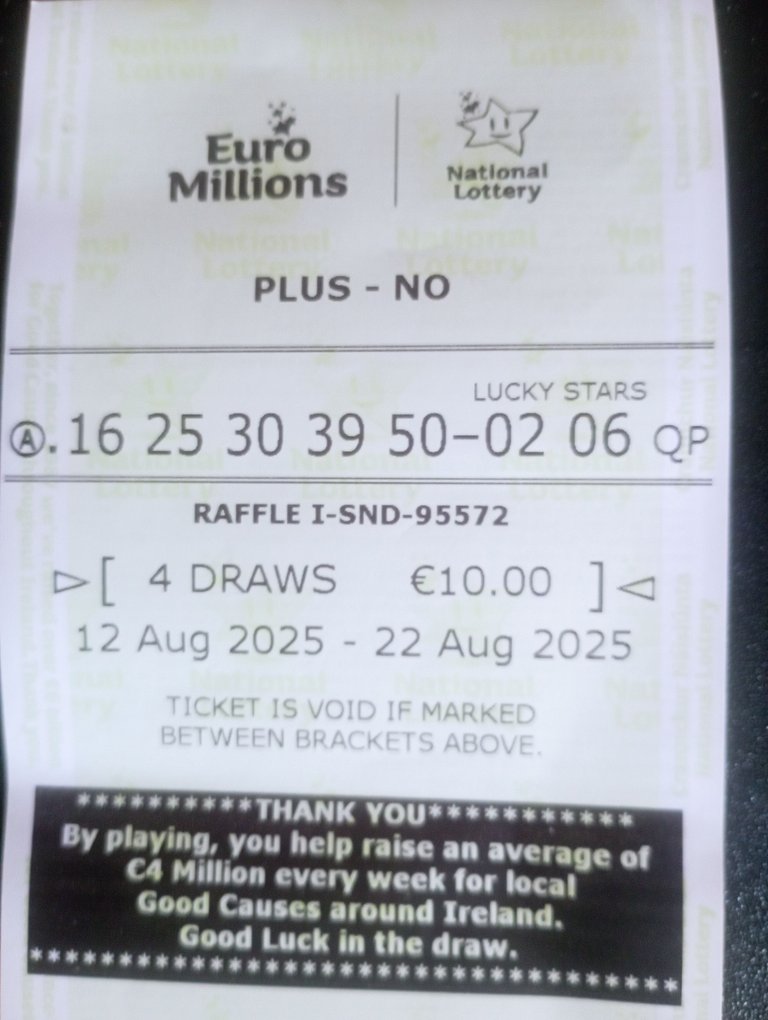 Euro
Millions
National
Lottery
PLUS - NO
LUCKY STARS
Ⓐ. 16 25 30 39 50-02 06 QP
RAFFLE I-SND-95572
▷[ 4 DRAWS €10.00 ]◁
12 Aug 2025 - 22 Aug 2025
TICKET IS VOID IF MARKED
BETWEEN BRACKETS ABOVE.
**********THANK YOU***********
By playing, you help raise an average of
€4 Million every week for local
Good Causes around Ireland.
Good Luck in the draw.